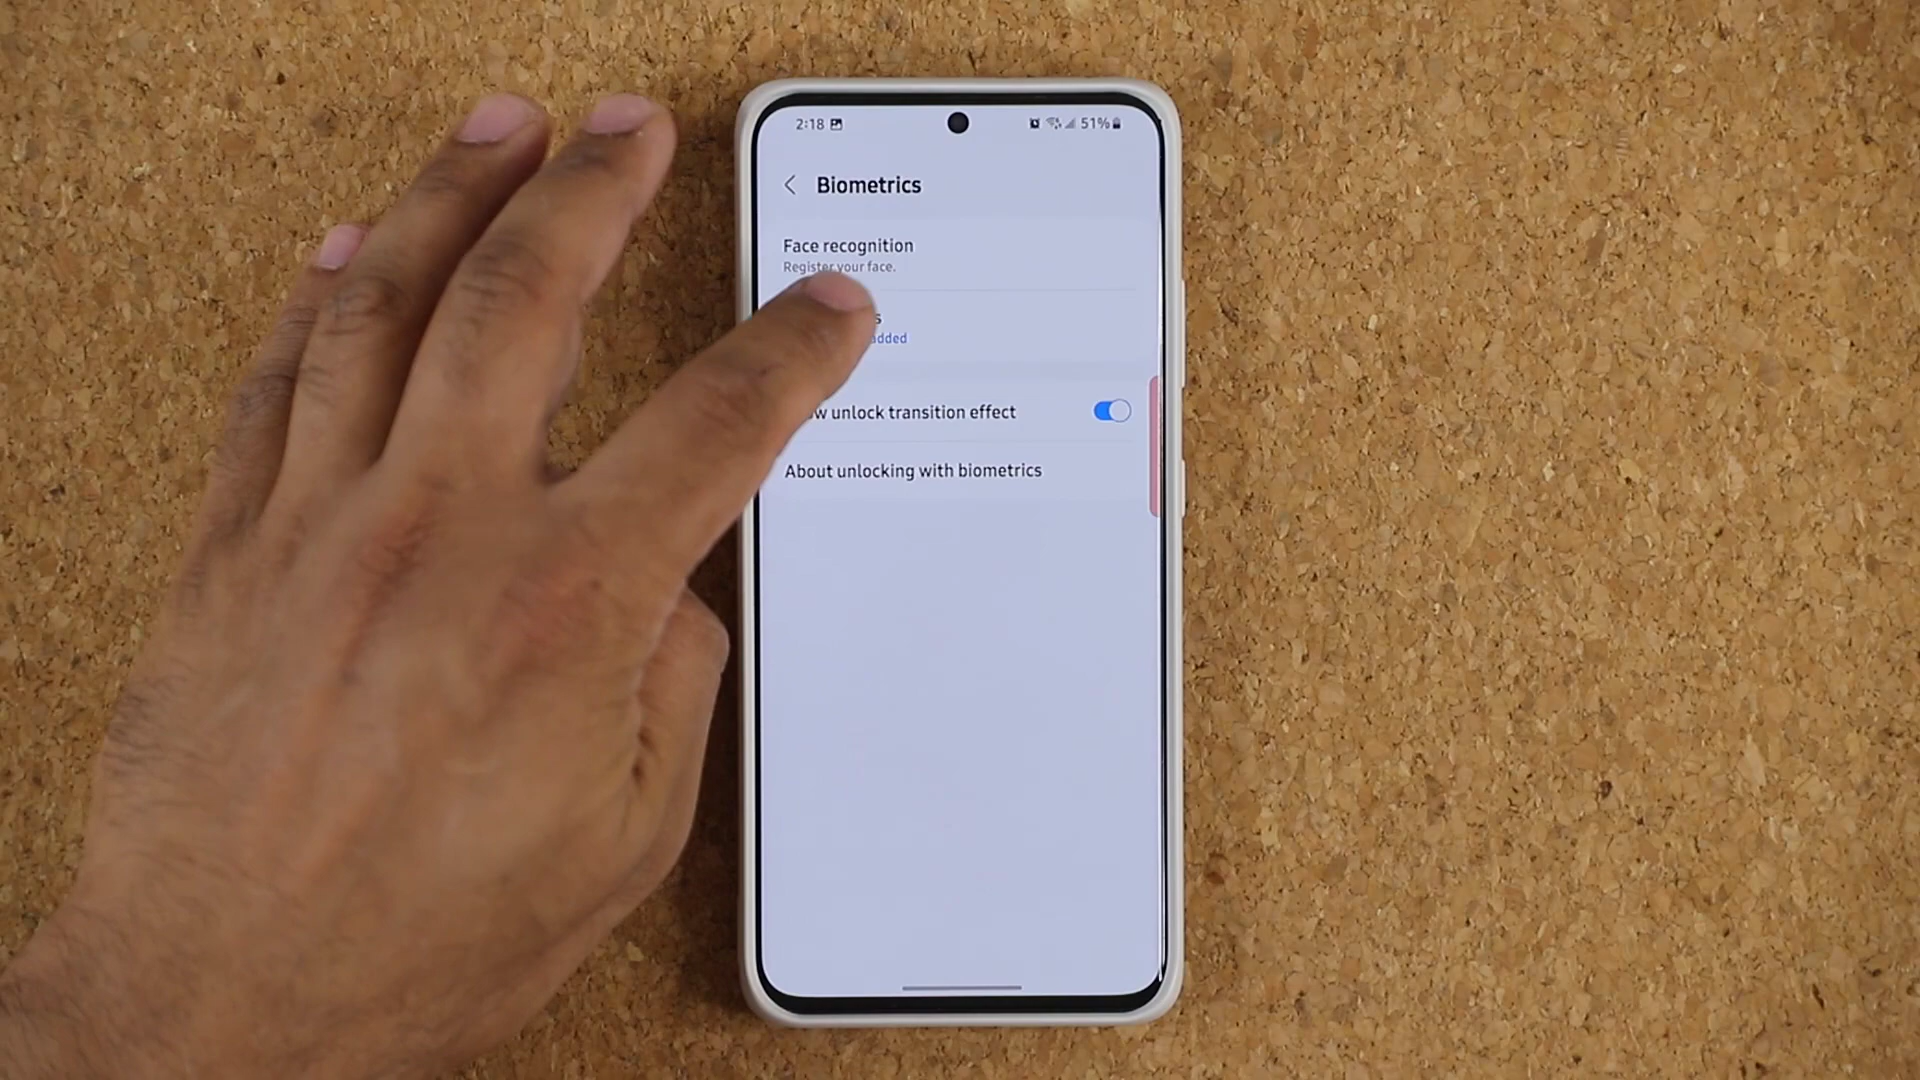 2:18 51%
Biometrics
Face recognition
Register your face.
added
unlock transition effect
About unlocking with biometrics